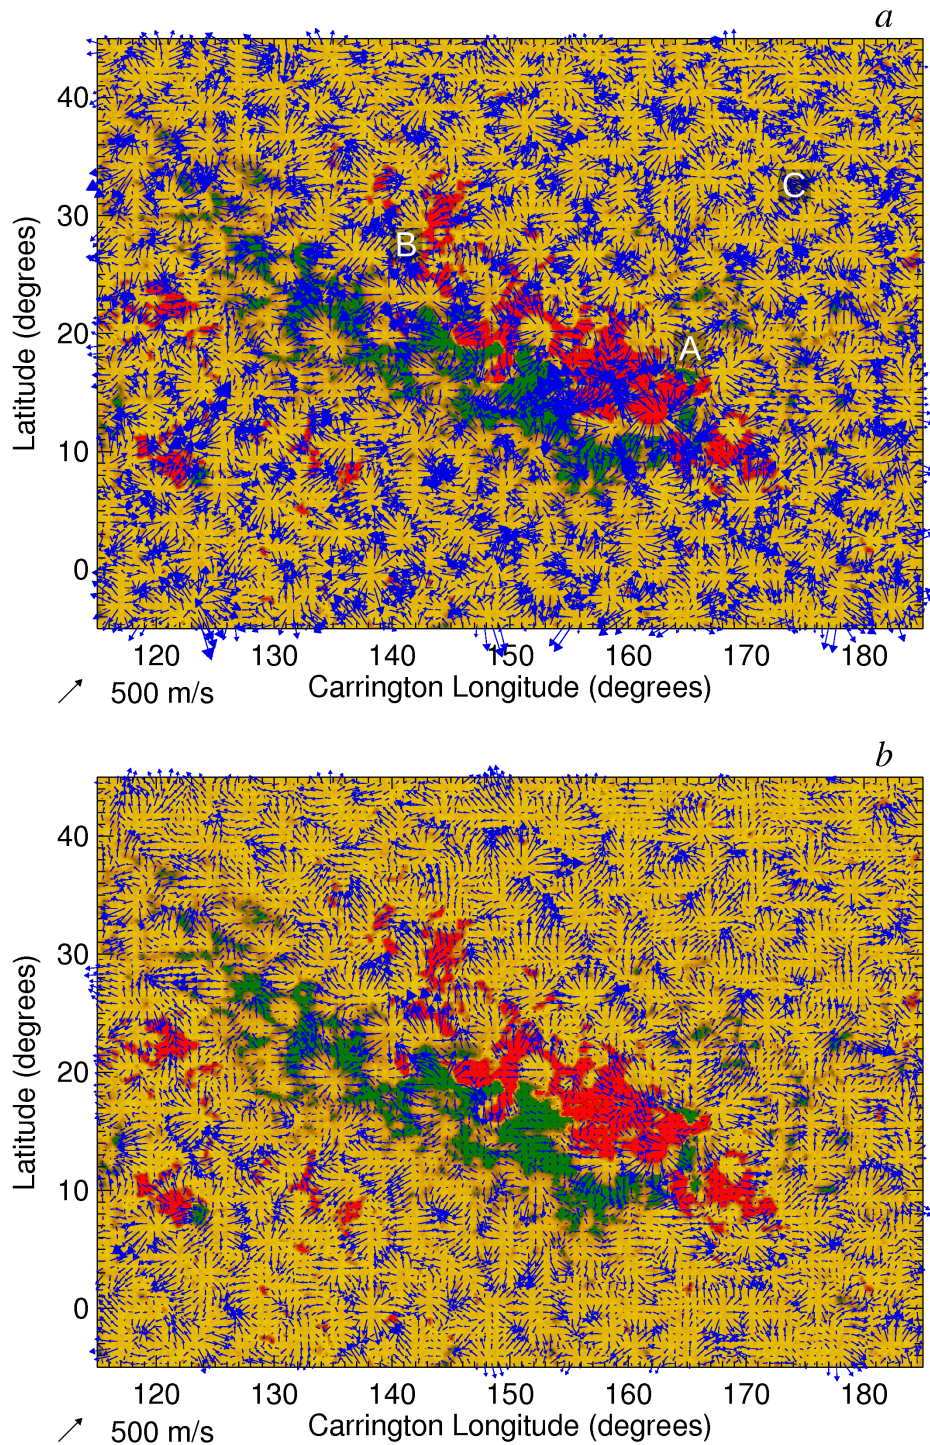 a
40
30
20
10
0
C
B
A
Latitude (degrees)
120 130 140 150 160 170 180
500 m/s Carrington Longitude (degrees)
b
40
30
20
10
0
Latitude (degrees)
120 130 140 150 160 170 180
500 m/s Carrington Longitude (degrees)